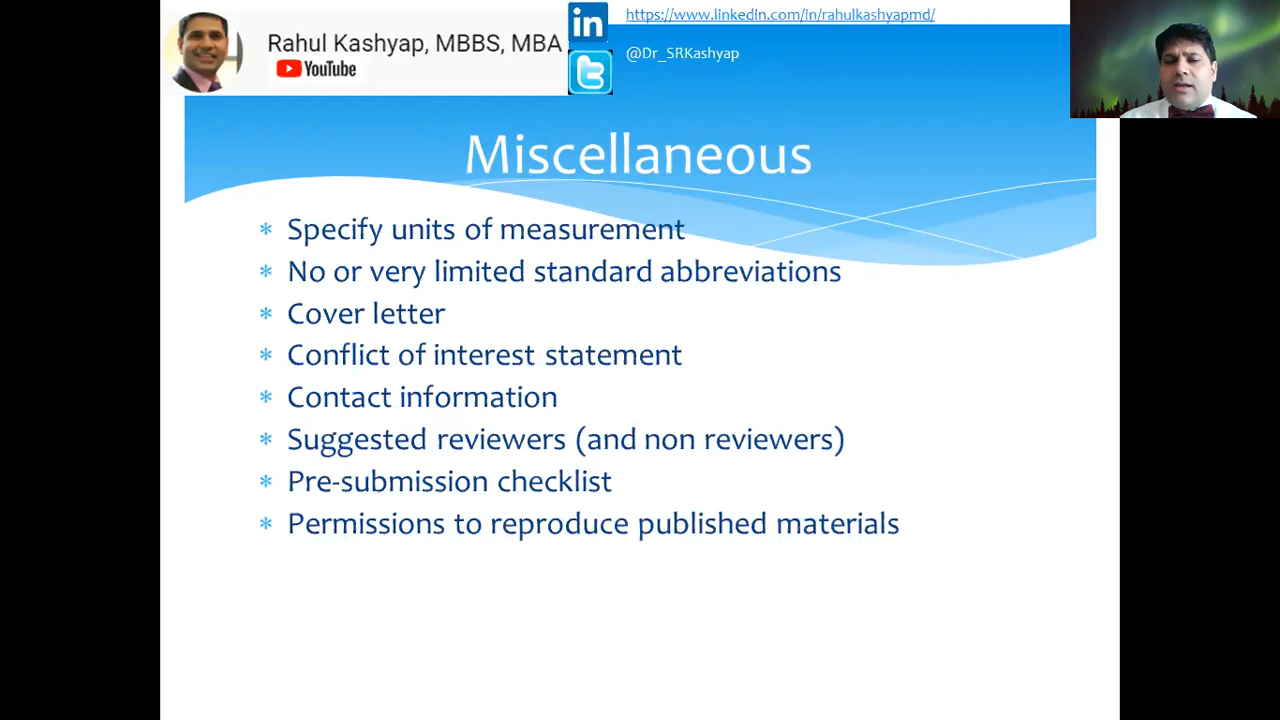 Rahul Kashyap, MBBS, MBA
YouTube
in
https://www.linkedin.com/in/rahulkashyapmd/
@Dr_SRKashyap
Miscellaneous
* Specify units of measurement
* No or very limited standard abbreviations
* Cover letter
* Conflict of interest statement
* Contact information
* Suggested reviewers (and non reviewers)
* Pre-submission checklist
* Permissions to reproduce published materials